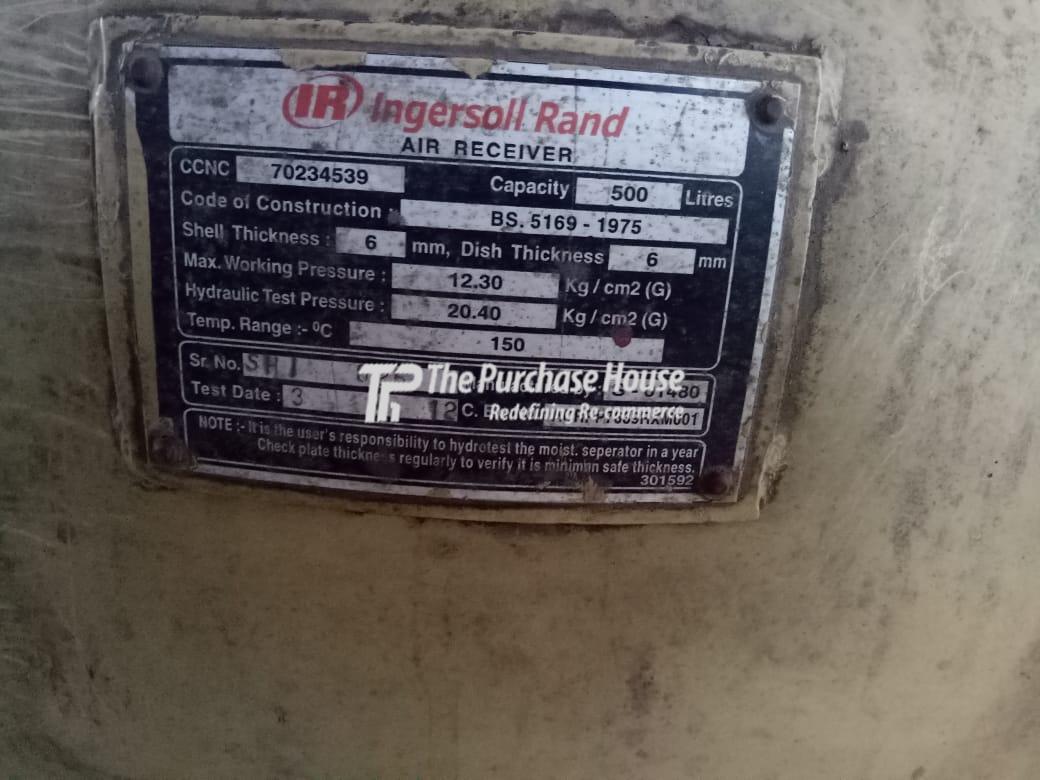 IR Ingersoll Rand
AIR RECEIVER
CCNC 70234539 Capacity 500 Litres
Code of Construction : BS. 5169 - 1975
Shell Thickness : 6 mm, Dish Thickness 6 mm
Max. Working Pressure : 12.30 Kg / cm2 (G)
Hydraulic Test Pressure : 20.40 Kg / cm2 (G)
Temp. Range :- ⁰C 150
Sr. No.
The Purchase House
Test Date : 3 12
Redefining Re-commerce
NOTE :- It is the user's responsibility to hydrotest the moist. seperator in a year
Check plate thickness regularly to verify it is minimun safe thickness.
301592